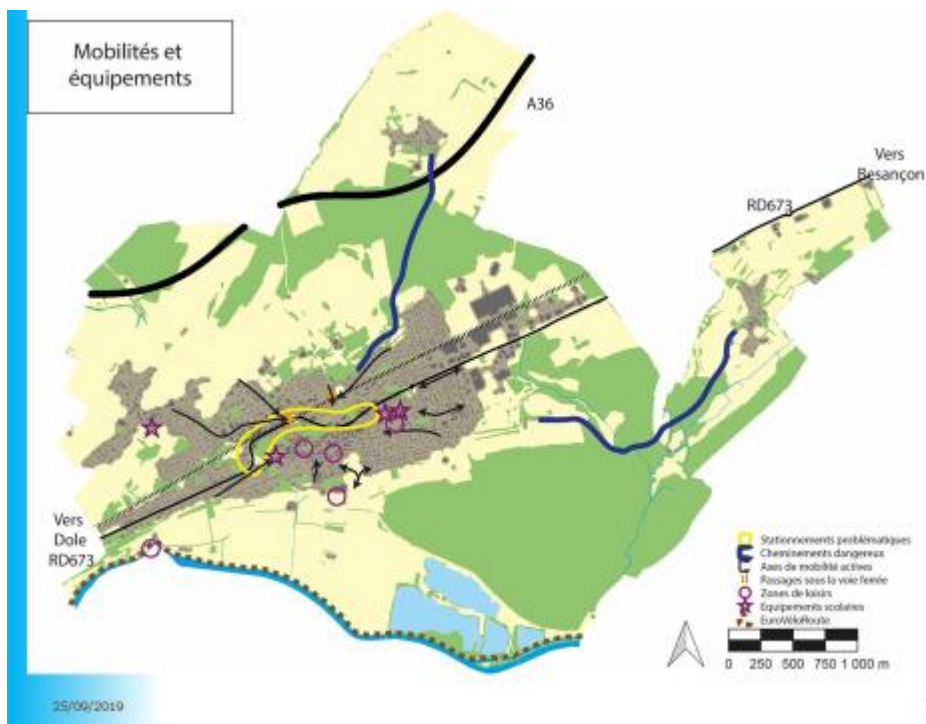 Mobilités et
équipements
A36
Vers
Besançon
RD673
Vers
Dole
RD673
Stationnements problématiques
Cheminements dangereux
Axes de mobilité actives
Passages sous la voie ferrée
Zones de loisirs
Equipements scolaires
EuroVéloRoute
0 250 500 750 1 000 m
25/09/2019